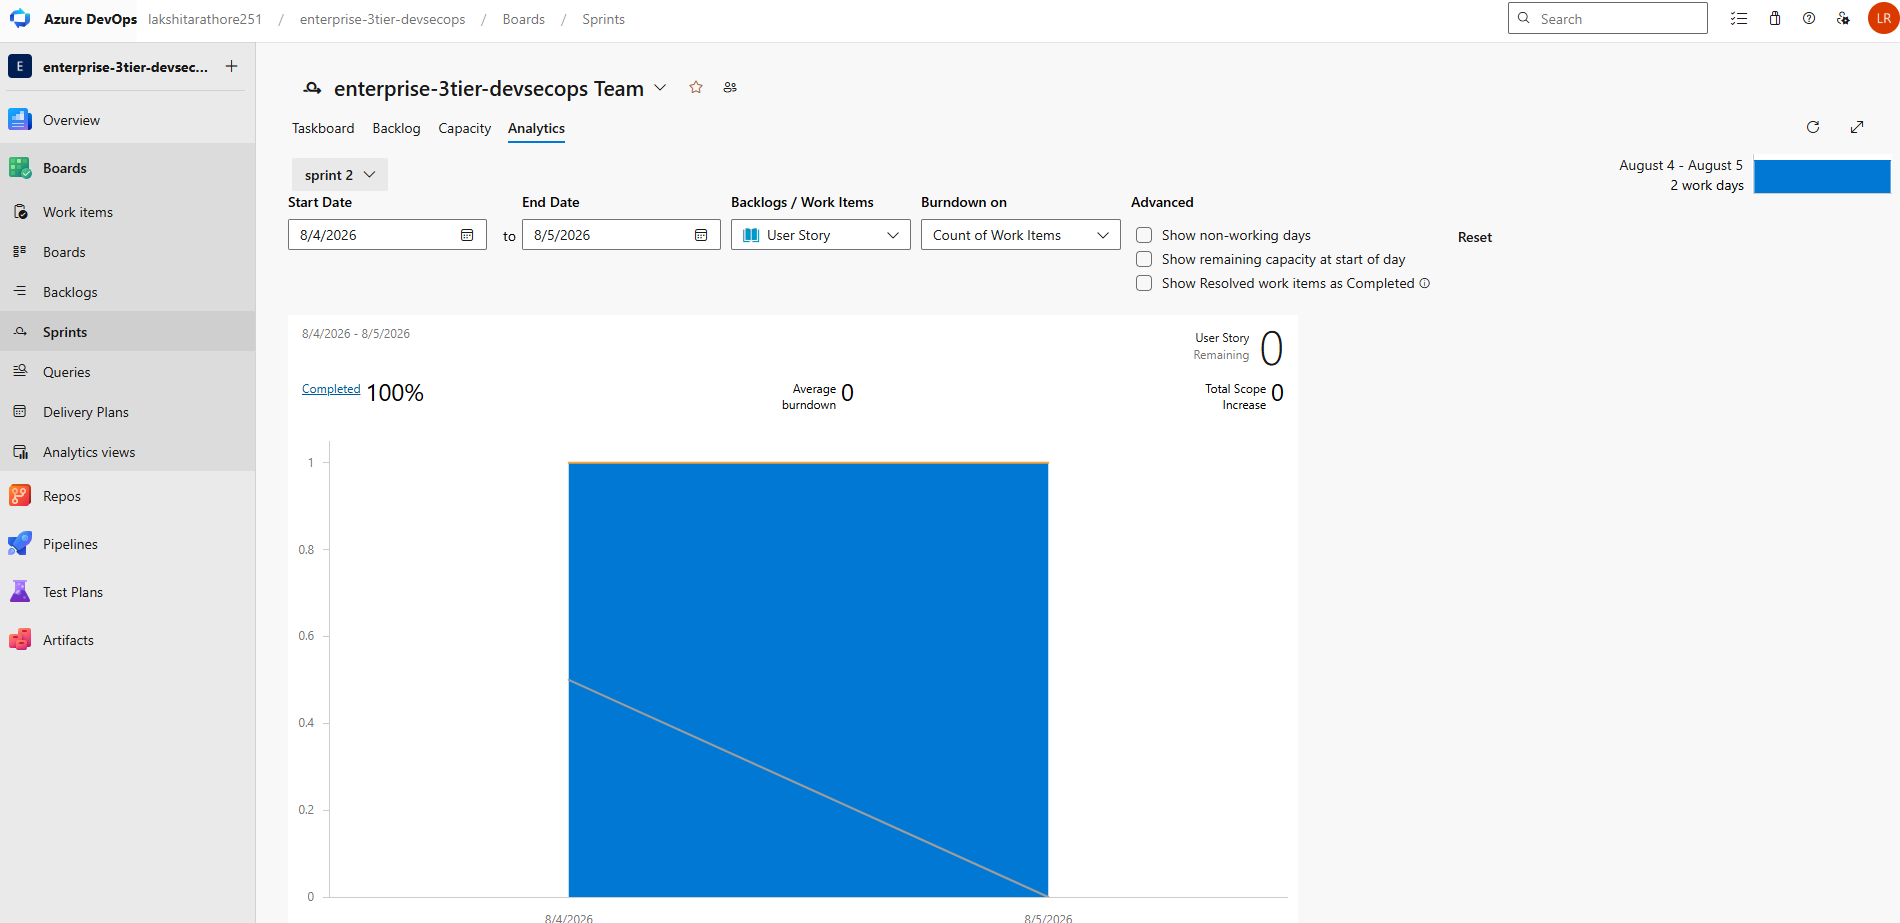 Azure DevOps lakshitarathore251 / enterprise-3tier-devsecops / Boards / Sprints
Search
LR
E enterprise-3tier-devsec... +
Overview
Boards
Work items
Boards
Backlogs
Sprints
Queries
Delivery Plans
Analytics views
Repos
Pipelines
Test Plans
Artifacts
enterprise-3tier-devsecops Team
Taskboard Backlog Capacity Analytics
sprint 2
August 4 - August 5
2 work days
Start Date End Date Backlogs / Work Items Burndown on Advanced
8/4/2026 to 8/5/2026 User Story Count of Work Items
Show non-working days
Show remaining capacity at start of day
Show Resolved work items as Completed
Reset
8/4/2026 - 8/5/2026
User Story
Remaining
0
Completed 100%
Average
burndown
0
Total Scope
Increase
0
1
0.8
0.6
0.4
0.2
0
8/4/2026 8/5/2026